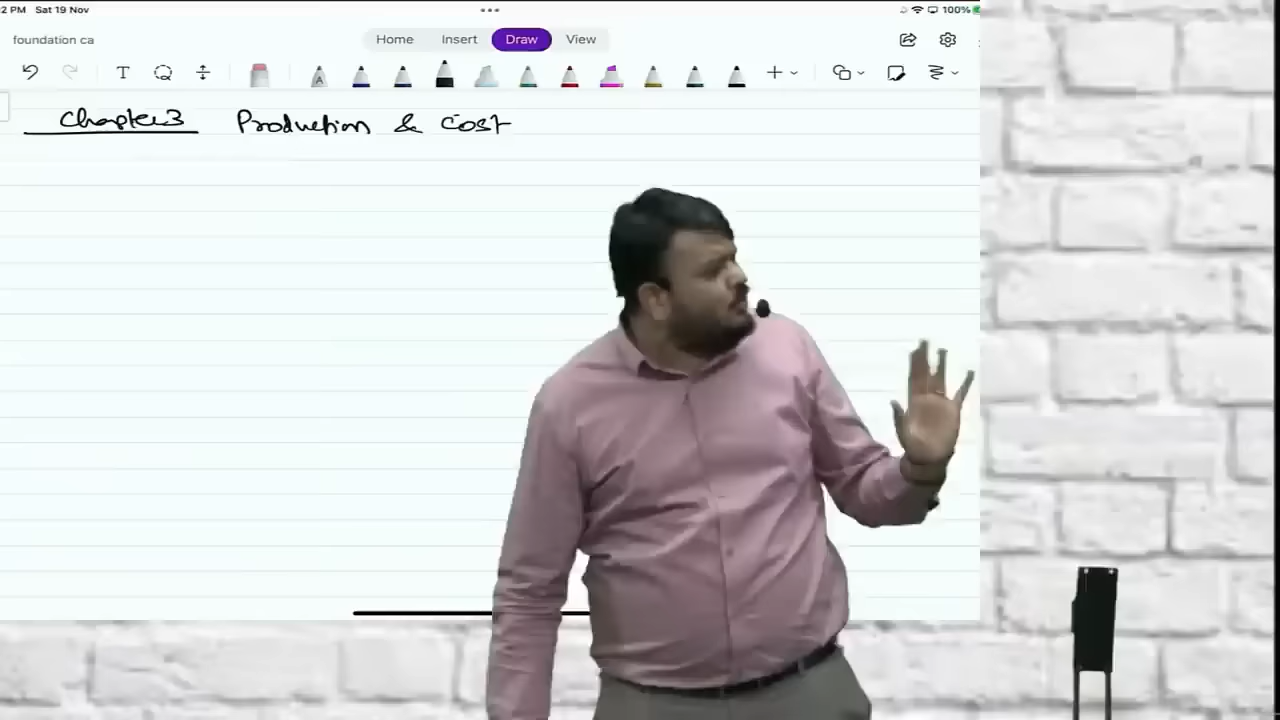 2 PM Sat 19 Nov
100%
foundation ca
Home Insert Draw View
T
A
Chapter 3 Production & Cost